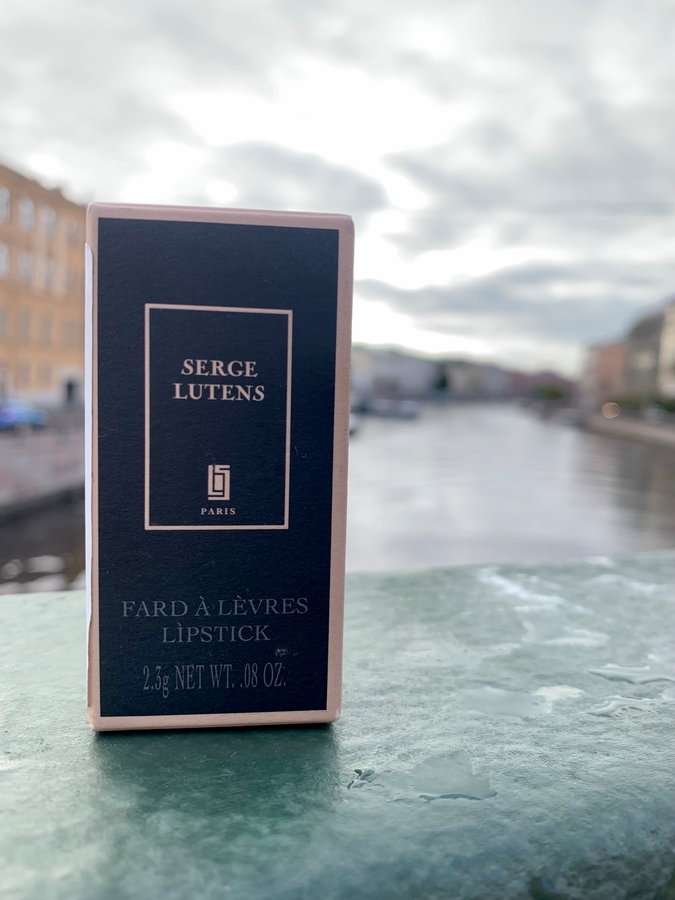 SERGE
LUTENS
PARIS
FARD À LÈVRES
LÌPSTICK
2.3g NET WT. .08 OZ.